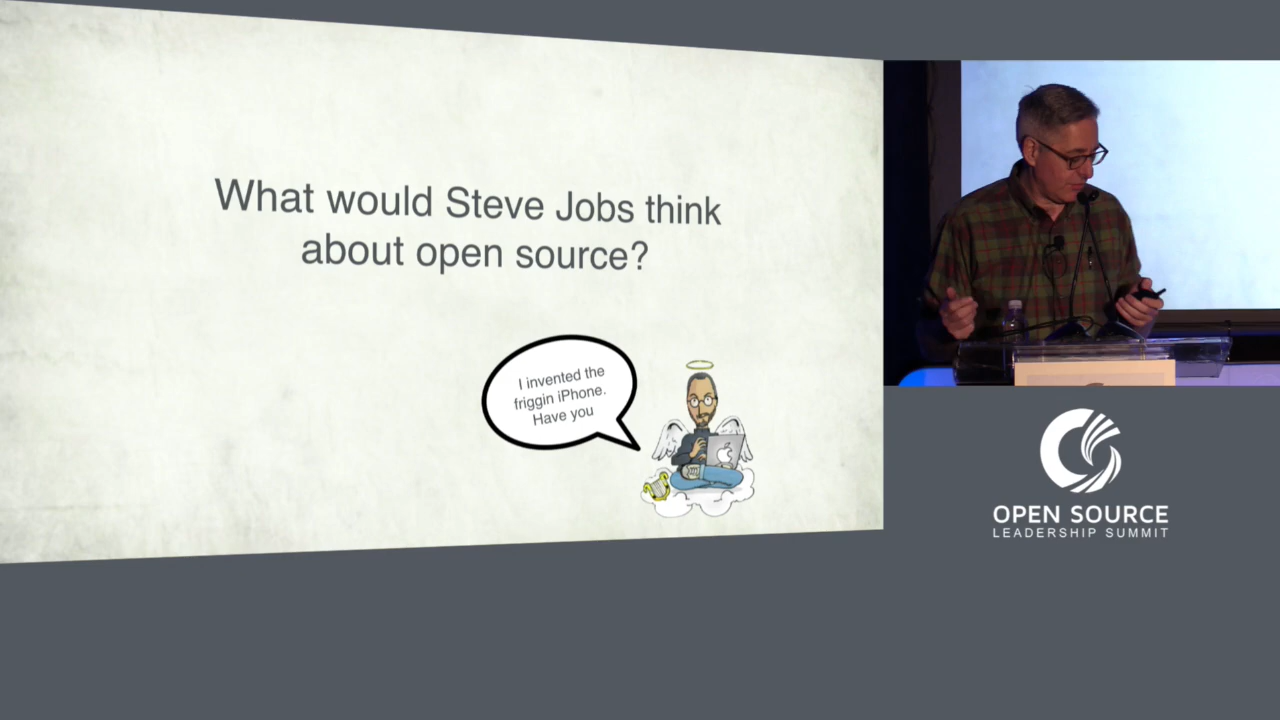 What would Steve Jobs think
about open source?
I invented the
friggin iPhone.
Have you
OPEN SOURCE
LEADERSHIP SUMMIT